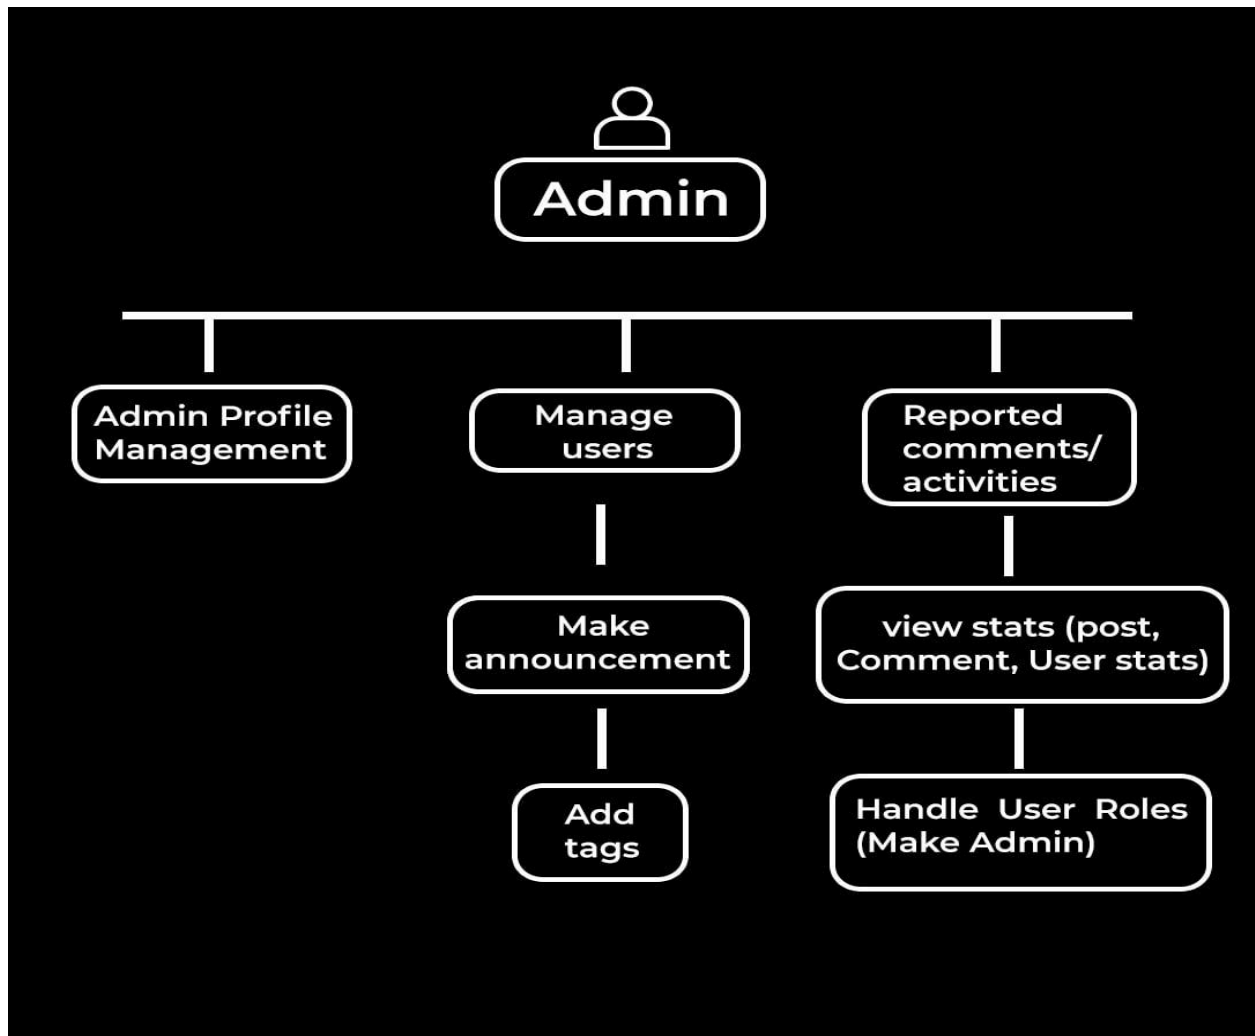 Admin
Admin Profile
Management
Manage
users
Reported
comments/
activities
Make
announcement
view stats (post,
Comment, User stats)
Add
tags
Handle User Roles
(Make Admin)